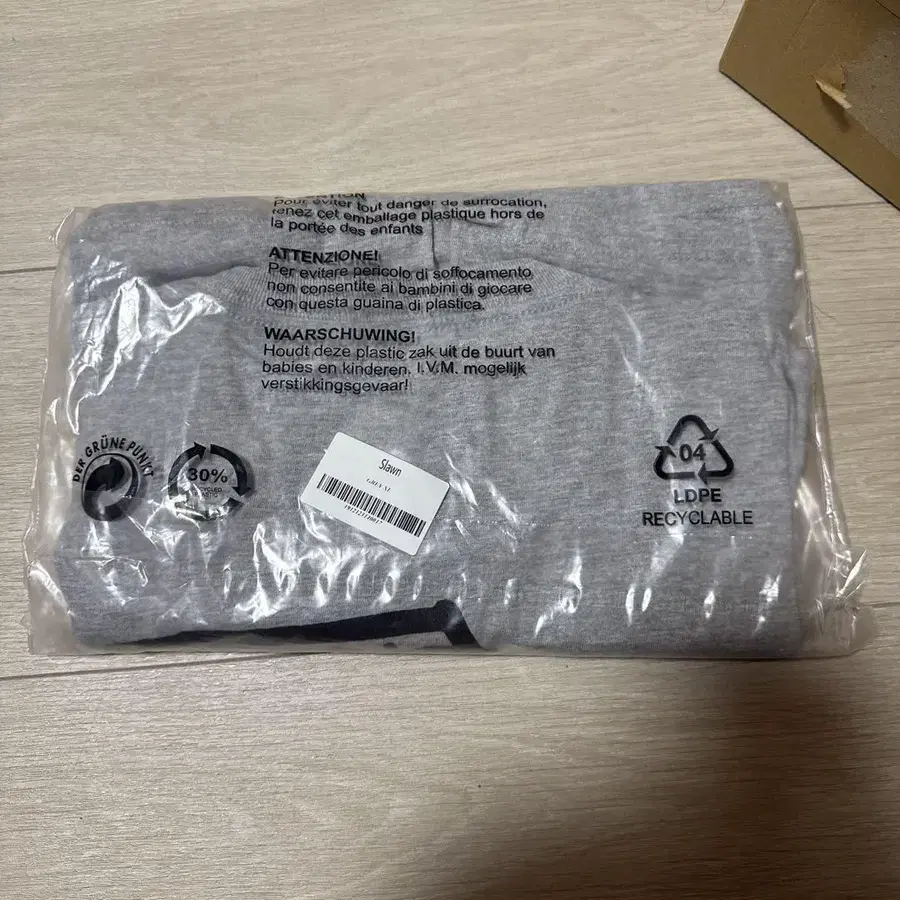 Pour éviter tout danger de suffocation,
tenez cet emballage plastique hors de
la portée des enfants
ATTENZIONE!
Per evitare pericolo di soffocamento
non consentite ai bambini di giocare
con questa guaina di plastica.
WAARSCHUWING!
Houdt deze plastic zak uit de buurt van
babies en kinderen. I.V.M. mogelijk
verstikkingsgevaar!
DER GRÜNE PUNKT
30%
Slawn
04
LDPE
RECYCLABLE